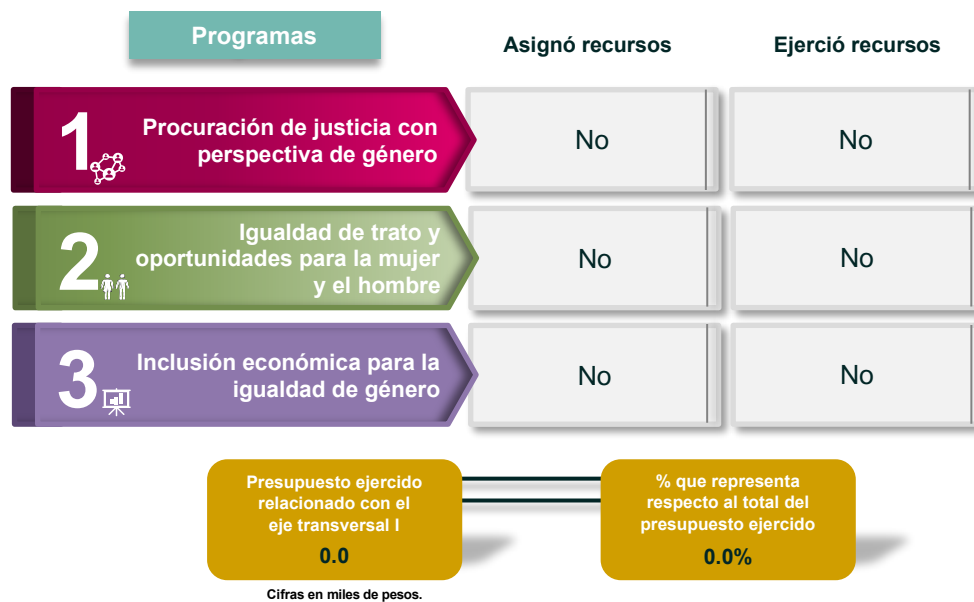 Programas
Asignó recursos
Ejerció recursos
1
Procuración de justicia con
perspectiva de género
No
No
2
Igualdad de trato y
oportunidades para la mujer
y el hombre
No
No
3
Inclusión económica para la
igualdad de género
No
No
Presupuesto ejercido
relacionado con el
eje transversal I
0.0
% que representa
respecto al total del
presupuesto ejercido
0.0%
Cifras en miles de pesos.